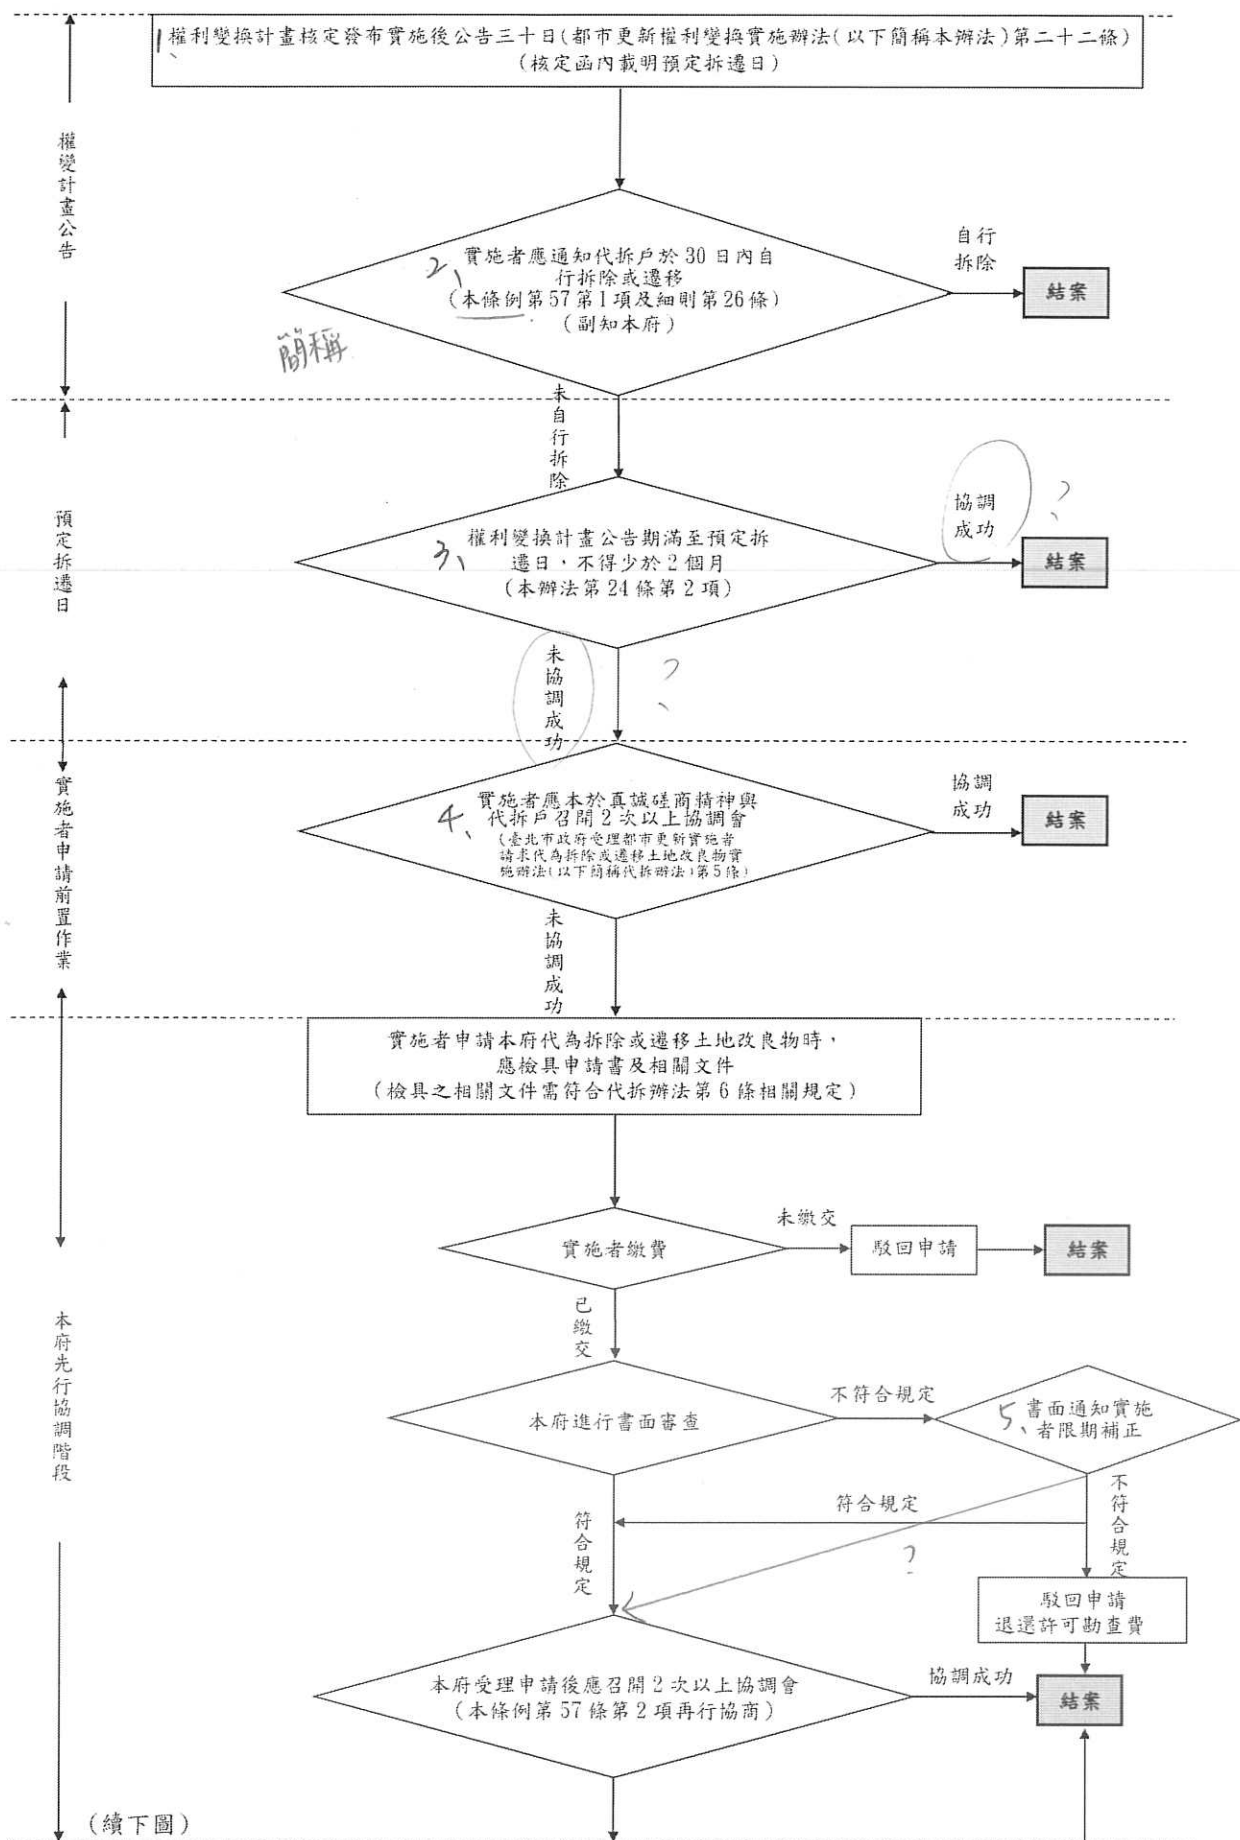 1、權利變換計畫核定發布實施後公告三十日(都市更新權利變換實施辦法(以下簡稱本辦法)第二十二條)
(核定函內載明預定拆遷日)
權變計畫公告
2、實施者應通知代拆戶於 30 日內自
行拆除或遷移
(本條例第 57 第 1 項及細則第 26 條)
(副知本府)
簡稱
自行
拆除
結案
未自行拆除
預定拆遷日
3、權利變換計畫公告期滿至預定拆
遷日，不得少於 2 個月
(本辦法第 24 條第 2 項)
協調
成功
?
結案
未協調成功
?
實施者申請前置作業
4、實施者應本於真誠磋商精神與
代拆戶召開 2 次以上協調會
(臺北市政府受理都市更新實施者
請求代為拆除或遷移土地改良物實
施辦法(以下簡稱代拆辦法)第 5 條)
協調
成功
結案
未協調成功
實施者申請本府代為拆除或遷移土地改良物時，
應檢具申請書及相關文件
(檢具之相關文件需符合代拆辦法第 6 條相關規定)
本府先行協調階段
實施者繳費
未繳交
駁回申請
結案
已繳交
本府進行書面審查
不符合規定
5、書面通知實施
者限期補正
符合規定
符合規定
?
不符合規定
駁回申請
退還許可勘查費
本府受理申請後應召開 2 次以上協調會
(本條例第 57 條第 2 項再行協商)
協調成功
結案
(續下圖)